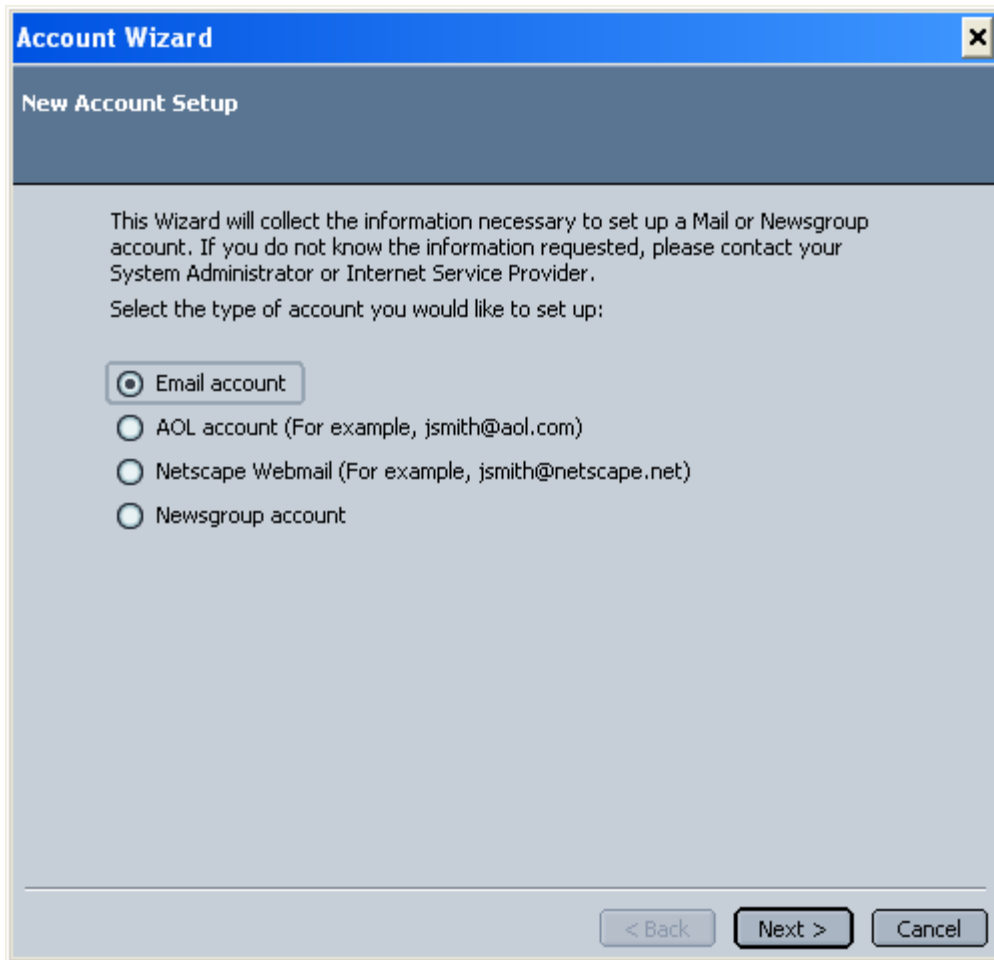 Account Wizard
New Account Setup
This Wizard will collect the information necessary to set up a Mail or Newsgroup
account. If you do not know the information requested, please contact your
System Administrator or Internet Service Provider.
Select the type of account you would like to set up:
Email account
AOL account (For example, jsmith@aol.com)
Netscape Webmail (For example, jsmith@netscape.net)
Newsgroup account
< Back Next > Cancel